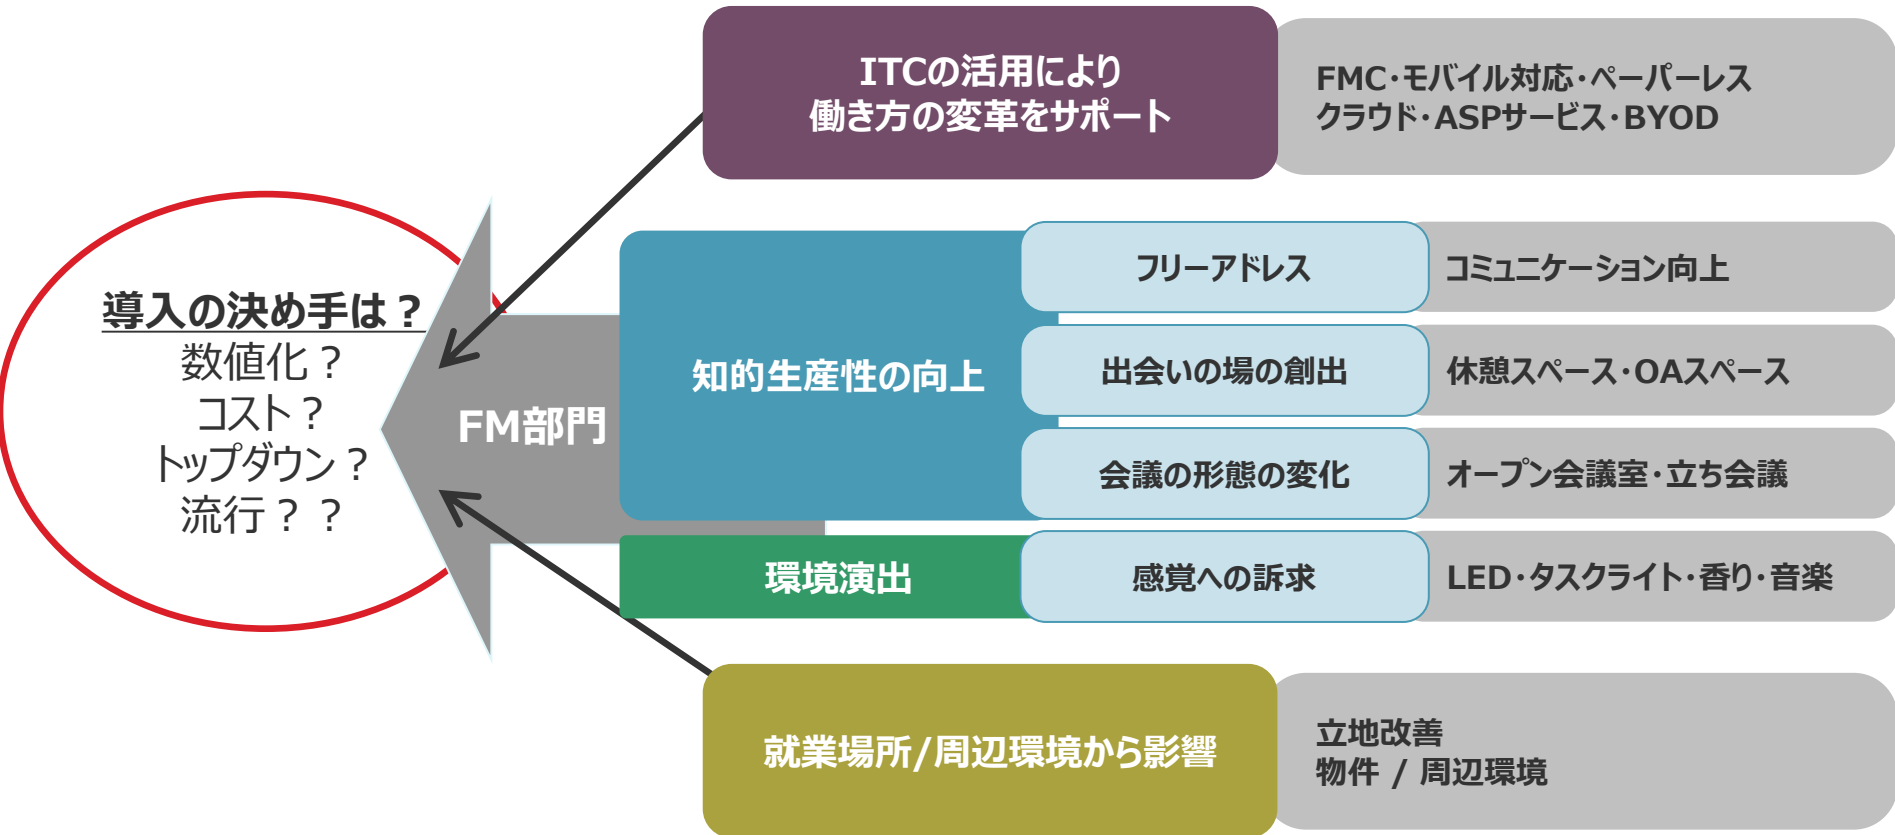 ITCの活用により
働き方の変革をサポート
FMC・モバイル対応・ペーパーレス
クラウド・ASPサービス・BYOD
導入の決め手は？
数値化？
コスト？
トップダウン？
流行？？
FM部門
知的生産性の向上
フリーアドレス
コミュニケーション向上
出会いの場の創出
休憩スペース・OAスペース
会議の形態の変化
オープン会議室・立ち会議
環境演出
感覚への訴求
LED・タスクライト・香り・音楽
就業場所/周辺環境から影響
立地改善
物件 / 周辺環境